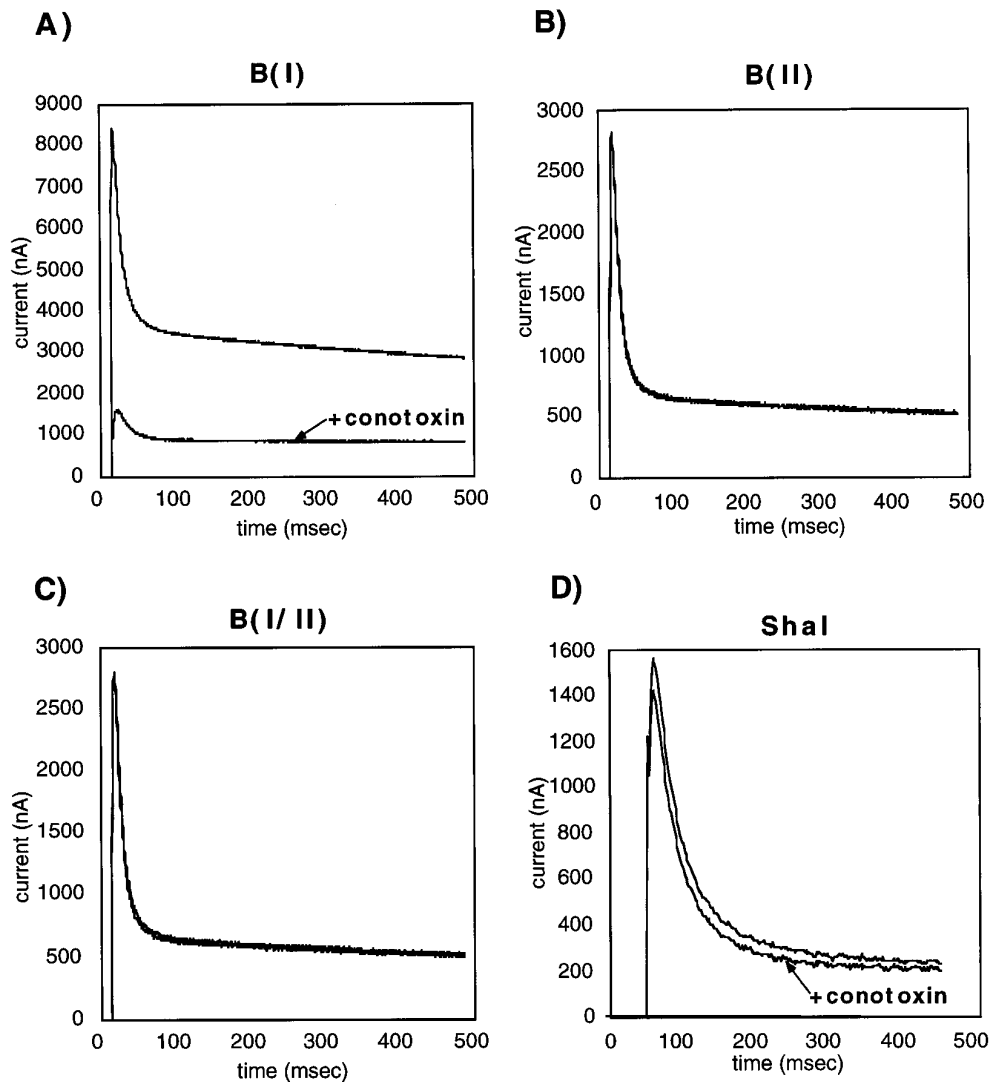 A)
B(I)
9000
8000
7000
6000
5000
4000
3000
2000
1000
0
current (nA)
+conotoxin
0 100 200 300 400 500
time (msec)
B)
B(II)
3000
2500
2000
1500
1000
500
0
current (nA)
0 100 200 300 400 500
time (msec)
C)
B(I/II)
3000
2500
2000
1500
1000
500
0
current (nA)
0 100 200 300 400 500
time (msec)
D)
Shal
1600
1400
1200
1000
800
600
400
200
0
current (nA)
+conotoxin
0 100 200 300 400 500
time (msec)